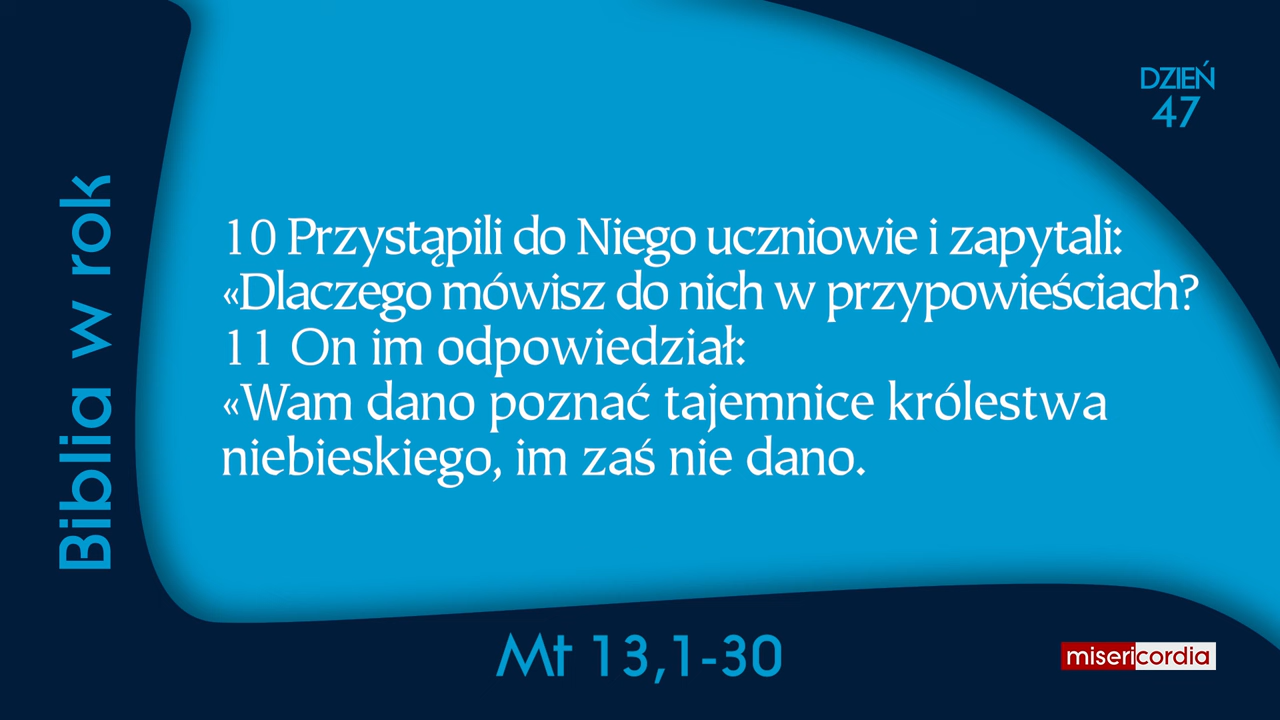 DZIEŃ
47
Biblia w rok
10 Przystąpili do Niego uczniowie i zapytali:
«Dlaczego mówisz do nich w przypowieściach?
11 On im odpowiedział:
«Wam dano poznać tajemnice królestwa
niebieskiego, im zaś nie dano.
Mt 13,1-30
misericordia